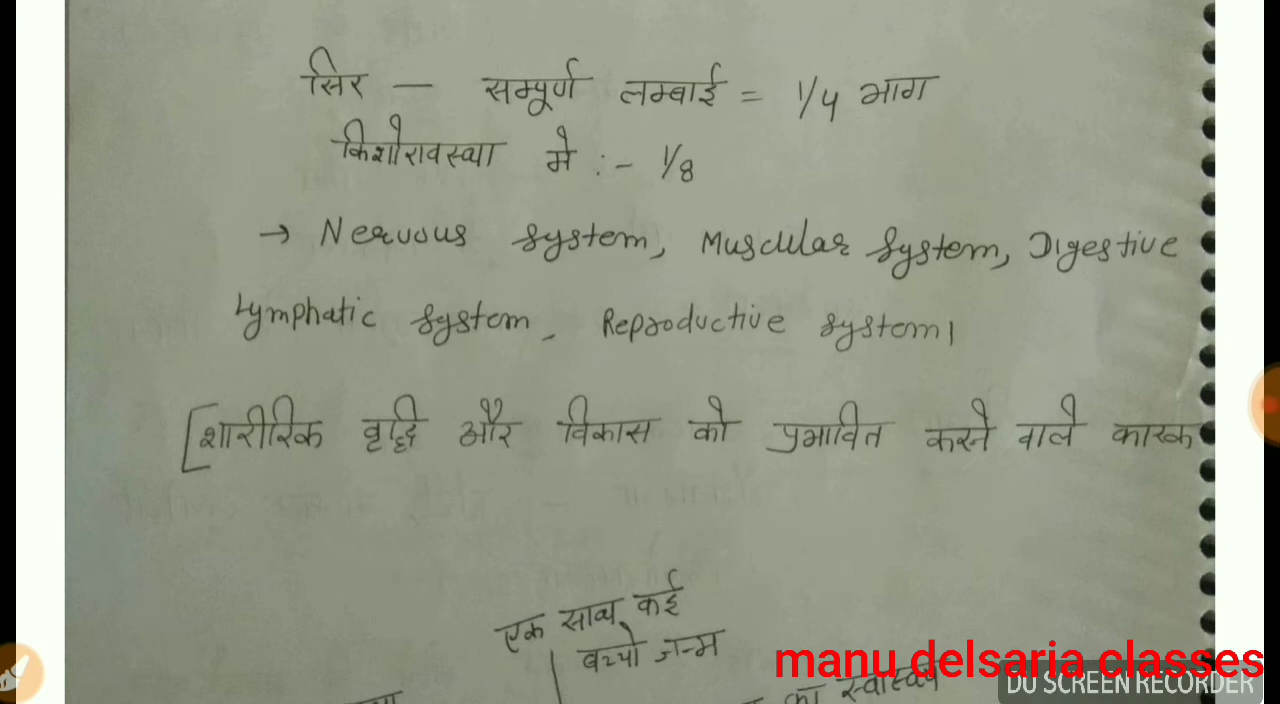 सिर — सम्पूर्ण लम्बाई = 1/4 भाग
किशोरावस्था मे :- 1/8
→ Nervous System, Muscular System, Digestive
Lymphatic System - Reproductive System।
[शारीरिक वृद्धि और विकास को प्रभावित करने वाले कारक
एक साथ कई
बच्चो जन्म
का स्वास्थ्य
manu delsaria classes
DU SCREEN RECORDER